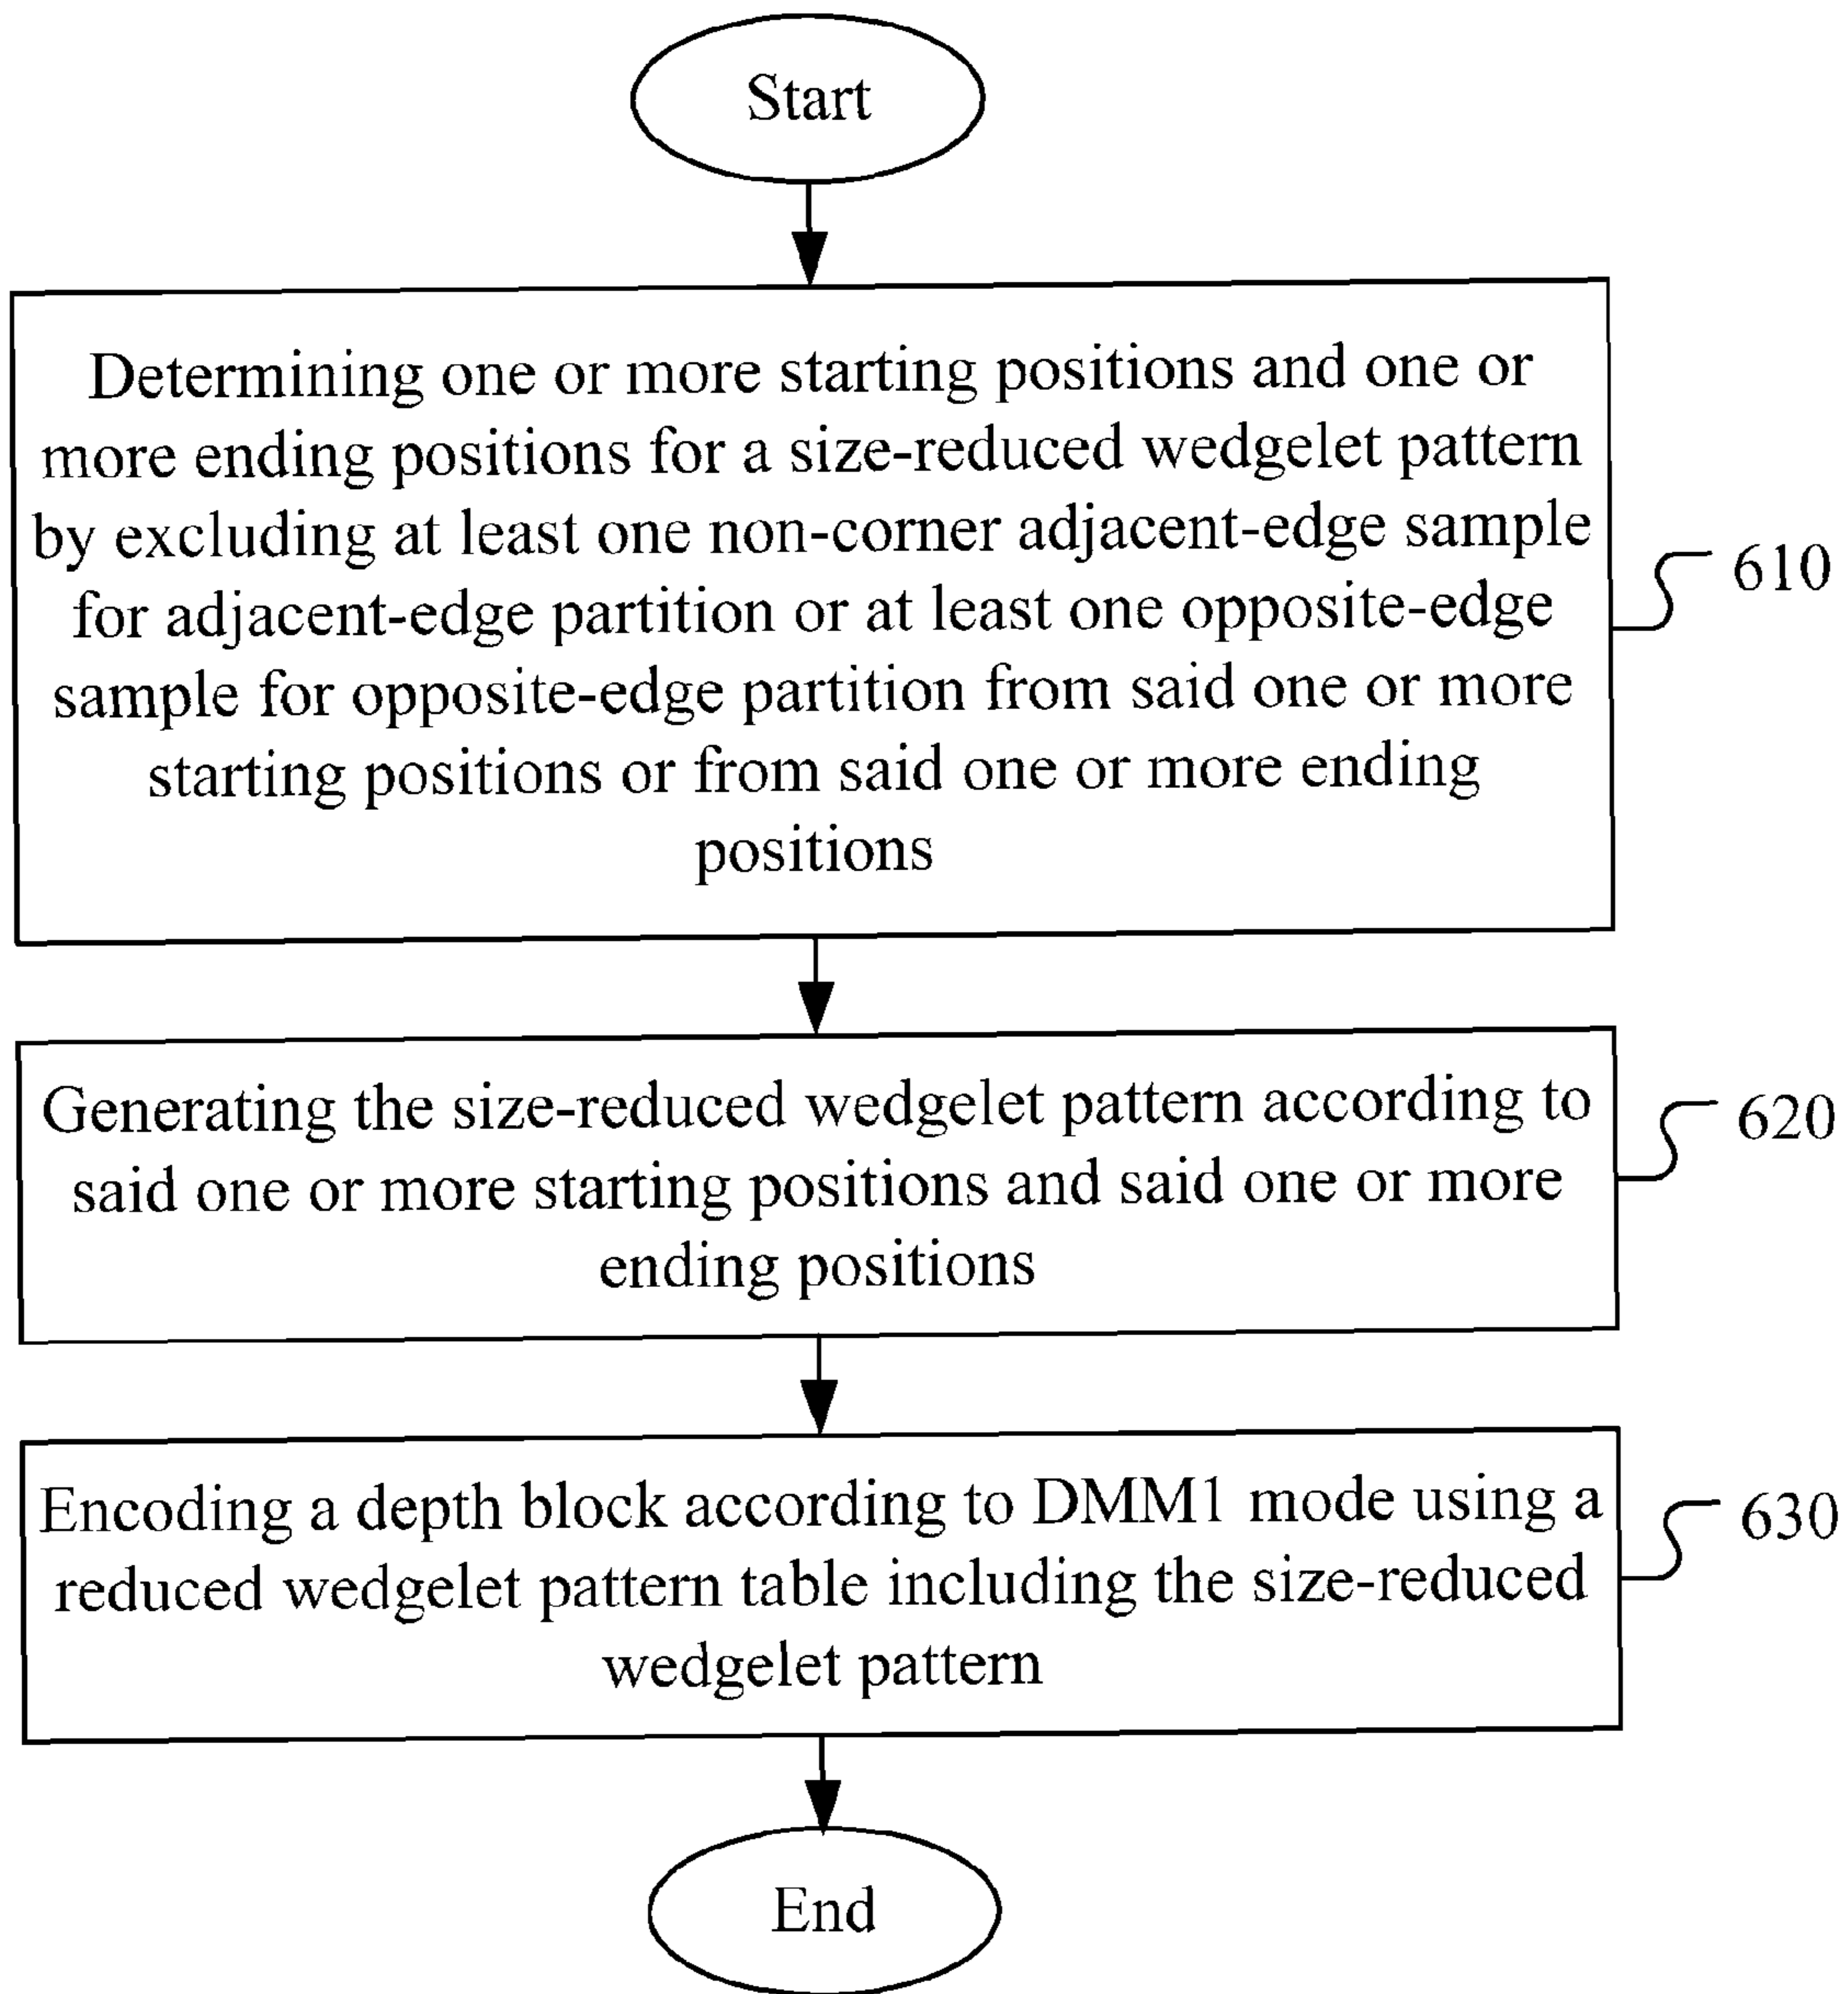 Start
Determining one or more starting positions and one or
more ending positions for a size-reduced wedgelet pattern
by excluding at least one non-corner adjacent-edge sample
for adjacent-edge partition or at least one opposite-edge
sample for opposite-edge partition from said one or more
starting positions or from said one or more ending
positions
610
Generating the size-reduced wedgelet pattern according to
said one or more starting positions and said one or more
ending positions
620
Encoding a depth block according to DMM1 mode using a
reduced wedgelet pattern table including the size-reduced
wedgelet pattern
630
End